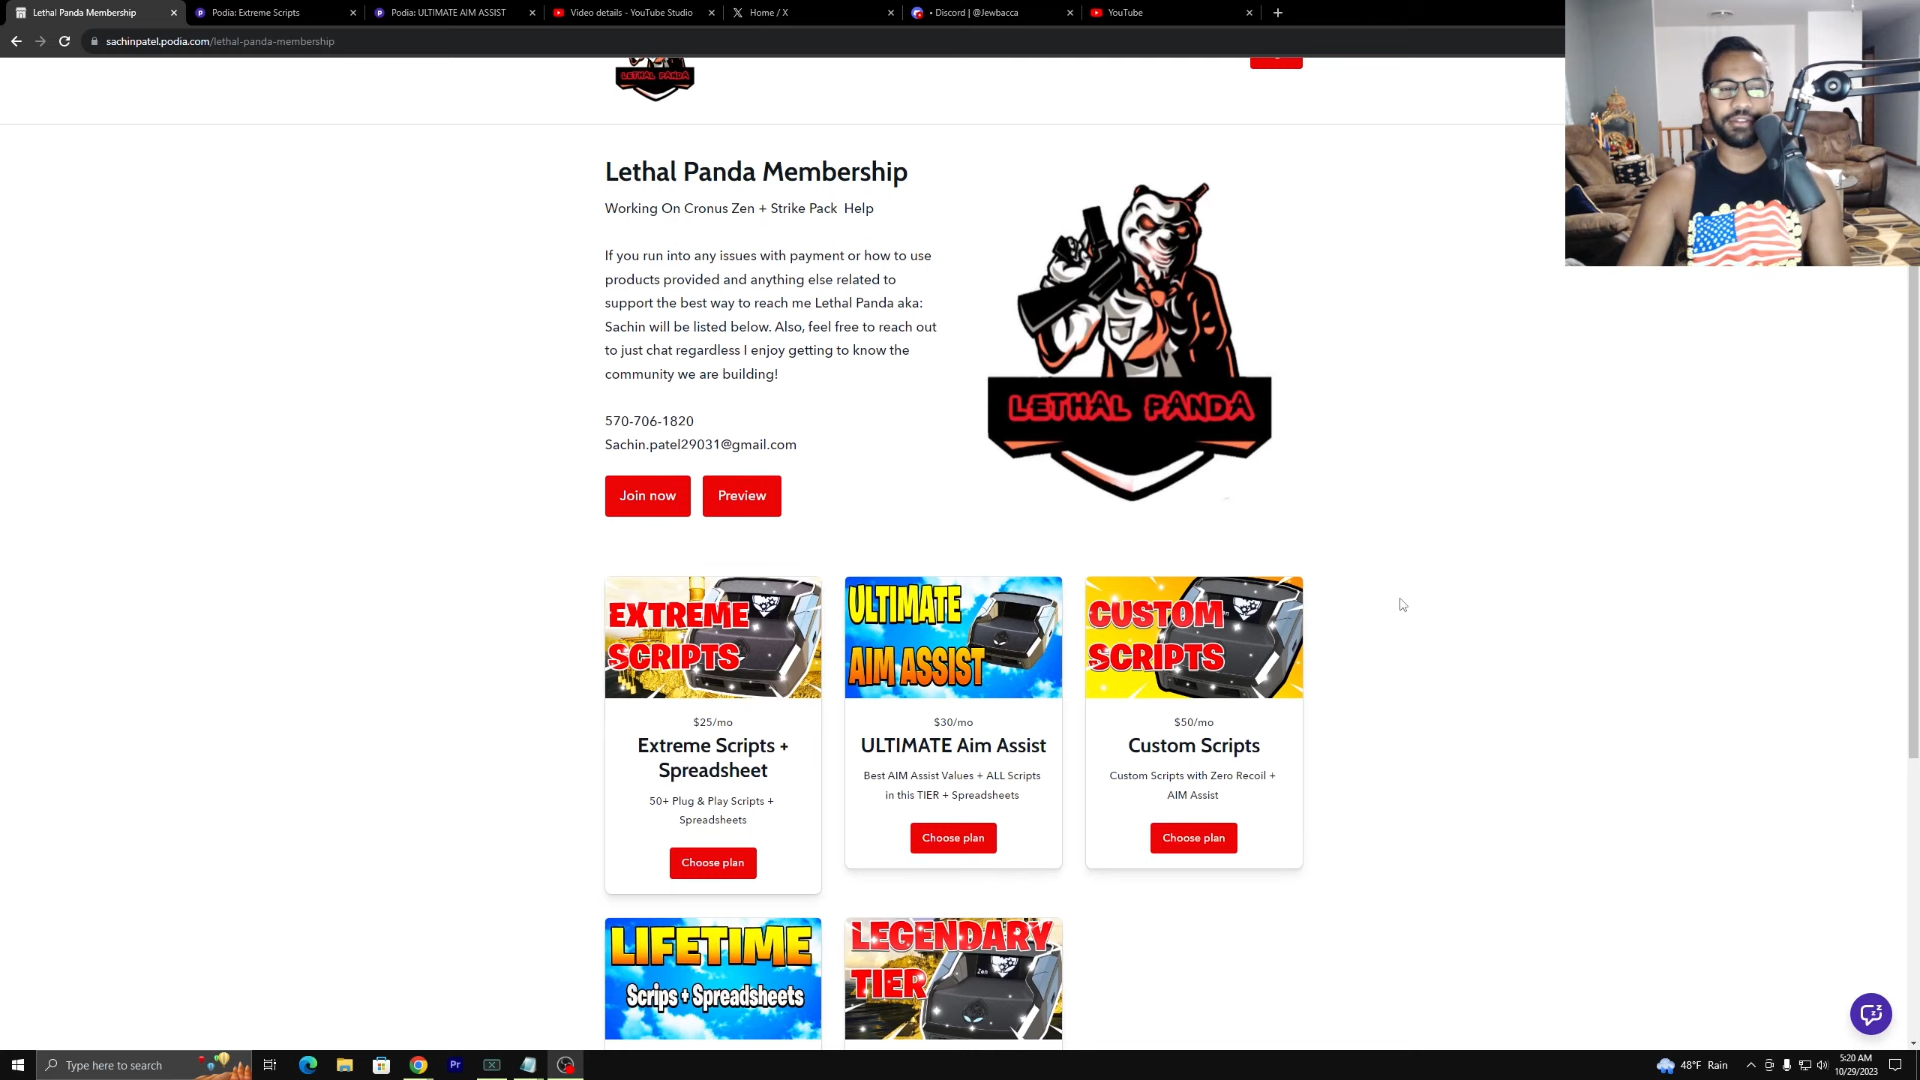 Lethal Panda Membership
Podia: Extreme Scripts
Podia: ULTIMATE AIM ASSIST
Video details - YouTube Studio
Home / X
• Discord | @Jewbacca
YouTube
sachinpatel.podia.com/lethal-panda-membership
LETHAL PANDA
Lethal Panda Membership
Working On Cronus Zen + Strike Pack Help
If you run into any issues with payment or how to use
products provided and anything else related to
support the best way to reach me Lethal Panda aka:
Sachin will be listed below. Also, feel free to reach out
to just chat regardless I enjoy getting to know the
community we are building!
570-706-1820
Sachin.patel29031@gmail.com
Join now
Preview
LETHAL PANDA
EXTREME
SCRIPTS
$25/mo
Extreme Scripts +
Spreadsheet
50+ Plug & Play Scripts +
Spreadsheets
Choose plan
ULTIMATE
AIM ASSIST
$30/mo
ULTIMATE Aim Assist
Best AIM Assist Values + ALL Scripts
in this TIER + Spreadsheets
Choose plan
CUSTOM
SCRIPTS
$50/mo
Custom Scripts
Custom Scripts with Zero Recoil +
AIM Assist
Choose plan
LIFETIME
Scrips + Spreadsheets
LEGENDARY
TIER
Zen
Type here to search
Pr
48°F Rain
5:20 AM
10/29/2023